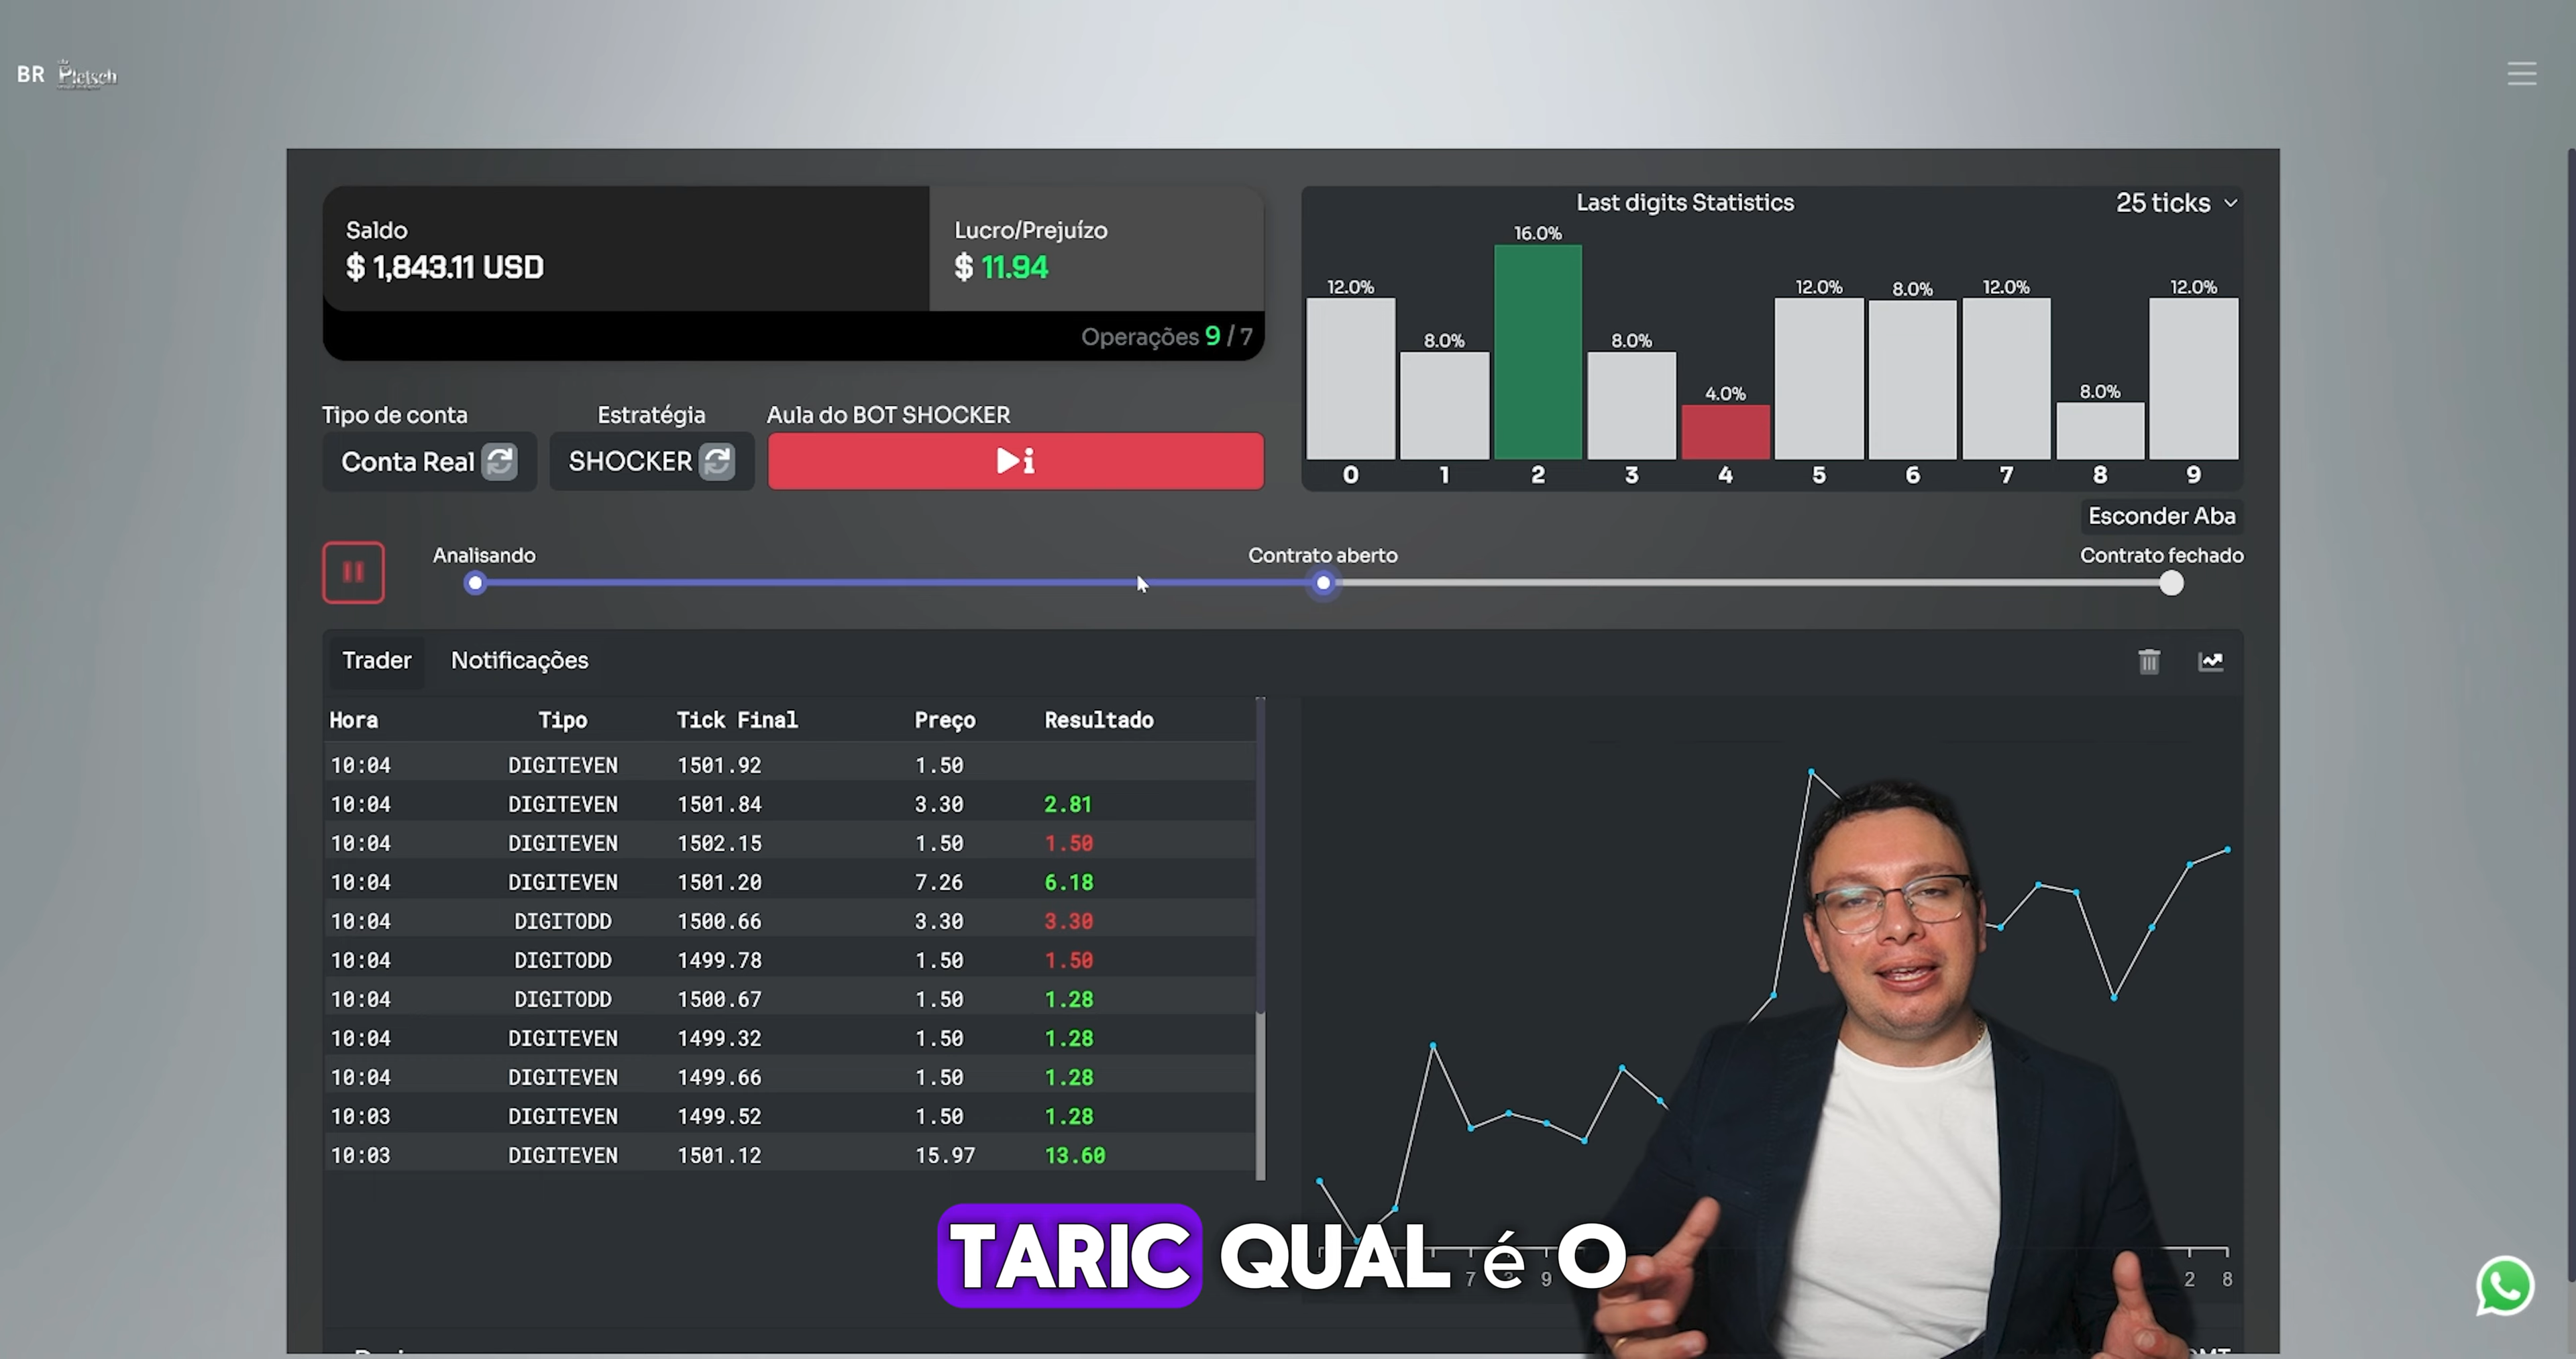 BR Pletsch
Saldo
$ 1,843.11 USD
Lucro/Prejuízo
$ 11.94
Operações 9 / 7
Tipo de conta
Conta Real
Estratégia
SHOCKER
Aula do BOT SHOCKER
Last digits Statistics
25 ticks
12.0% 8.0% 16.0% 8.0% 4.0% 12.0% 8.0% 12.0% 8.0% 12.0%
0 1 2 3 4 5 6 7 8 9
Esconder Aba
Analisando Contrato aberto Contrato fechado
Trader Notificações
Hora Tipo Tick Final Preço Resultado
10:04 DIGITEVEN 1501.92 1.50
10:04 DIGITEVEN 1501.84 3.30 2.81
10:04 DIGITEVEN 1502.15 1.50 1.50
10:04 DIGITEVEN 1501.20 7.26 6.18
10:04 DIGITODD 1500.66 3.30 3.30
10:04 DIGITODD 1499.78 1.50 1.50
10:04 DIGITODD 1500.67 1.50 1.28
10:04 DIGITEVEN 1499.32 1.50 1.28
10:04 DIGITEVEN 1499.66 1.50 1.28
10:03 DIGITEVEN 1499.52 1.50 1.28
10:03 DIGITEVEN 1501.12 15.97 13.60
TARIC QUAL é O
7 9 2 8